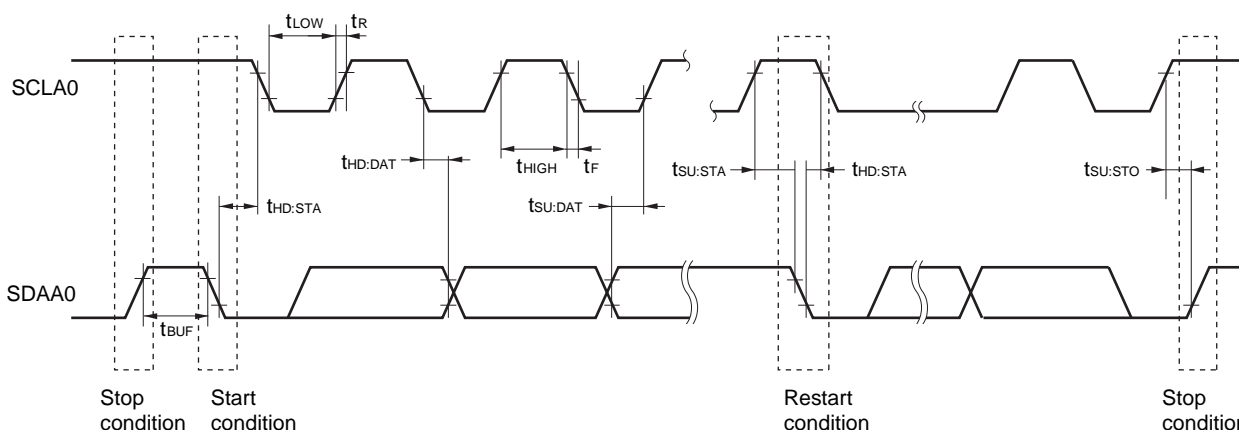 tLOW tR
SCLA0
tHD:DAT tHIGH tF tSU:STA tHD:STA tSU:STO
tHD:STA tSU:DAT
SDAA0
tBUF
Stop condition
Start condition
Restart condition
Stop condition